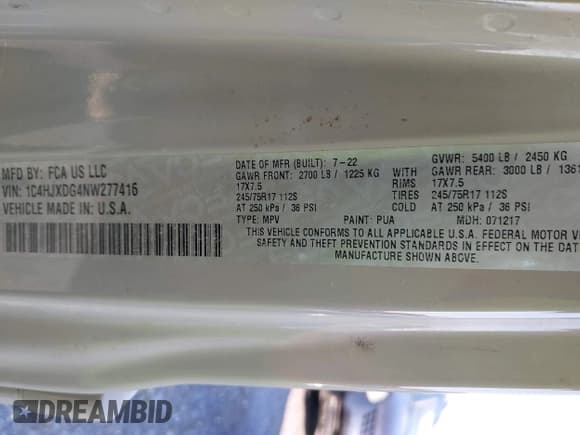 MFD BY: FCA US LLC
VIN: 1C4HJXDG4NW277416
VEHICLE MADE IN U.S.A.
DATE OF MFR (BUILT): 7-22 GVWR: 5400 LB / 2450 KG
GAWR FRONT: 2700 LB / 1225 KG WITH GAWR REAR: 3000 LB / 1361
17X7.5 RIMS 17X7.5
245/75R17 112S TIRES 245/75R17 112S
AT 250 kPa / 36 PSI COLD AT 250 kPa / 36 PSI
TYPE: MPV PAINT: PUA MDH: 071217
THIS VEHICLE CONFORMS TO ALL APPLICABLE U.S.A. FEDERAL MOTOR
SAFETY AND THEFT PREVENTION STANDARDS IN EFFECT ON THE DAT
MANUFACTURE SHOWN ABOVE.
DREAMBID